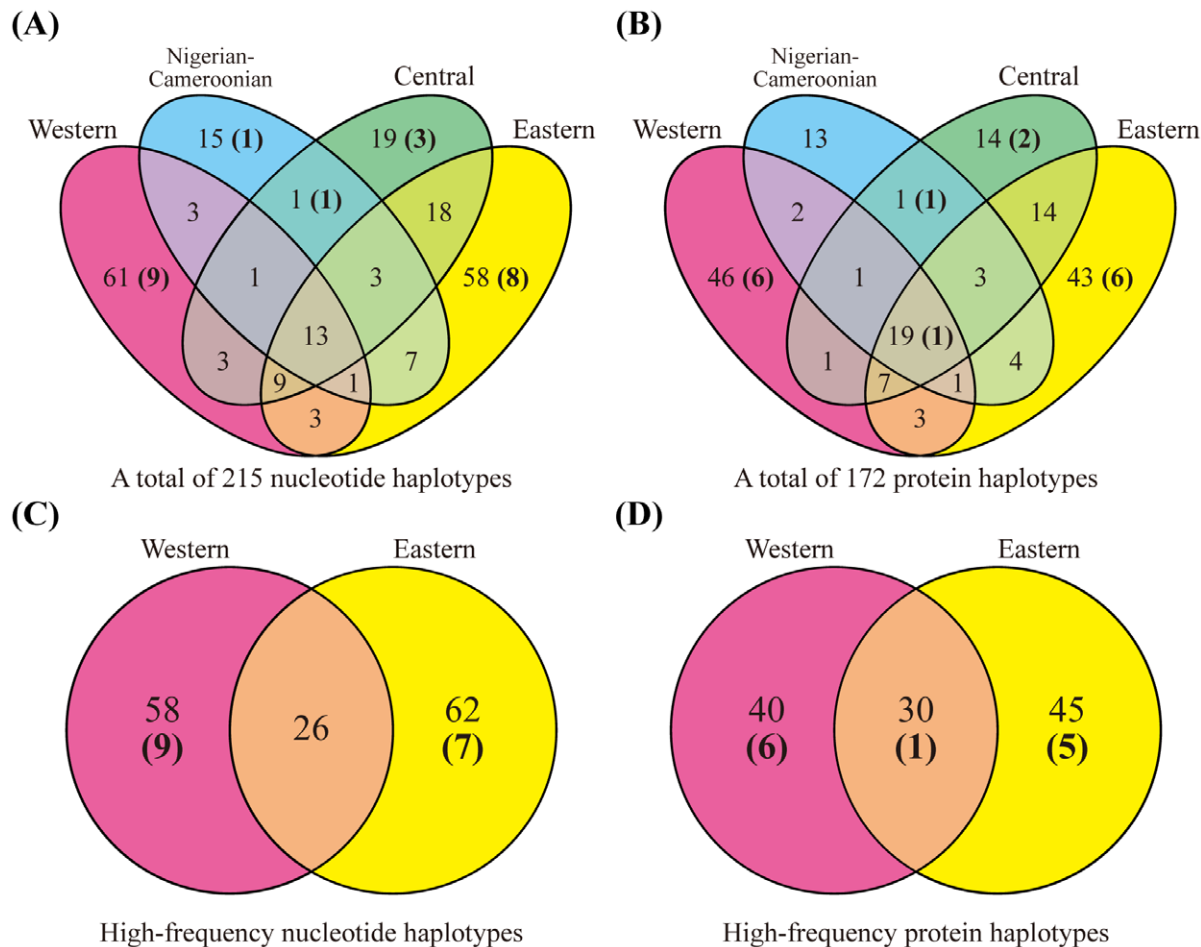 (A)
Nigerian-
Cameroonian
Central
Western
Eastern
15 (1)
19 (3)
1 (1)
3
18
61 (9)
1
3
58 (8)
13
3
9
1
7
3
A total of 215 nucleotide haplotypes
(B)
Nigerian-
Cameroonian
Central
Western
Eastern
13
14 (2)
1 (1)
2
14
46 (6)
1
3
43 (6)
19 (1)
1
7
1
4
3
A total of 172 protein haplotypes
(C)
Western
Eastern
58
(9)
26
62
(7)
High-frequency nucleotide haplotypes
(D)
Western
Eastern
40
(6)
30
(1)
45
(5)
High-frequency protein haplotypes